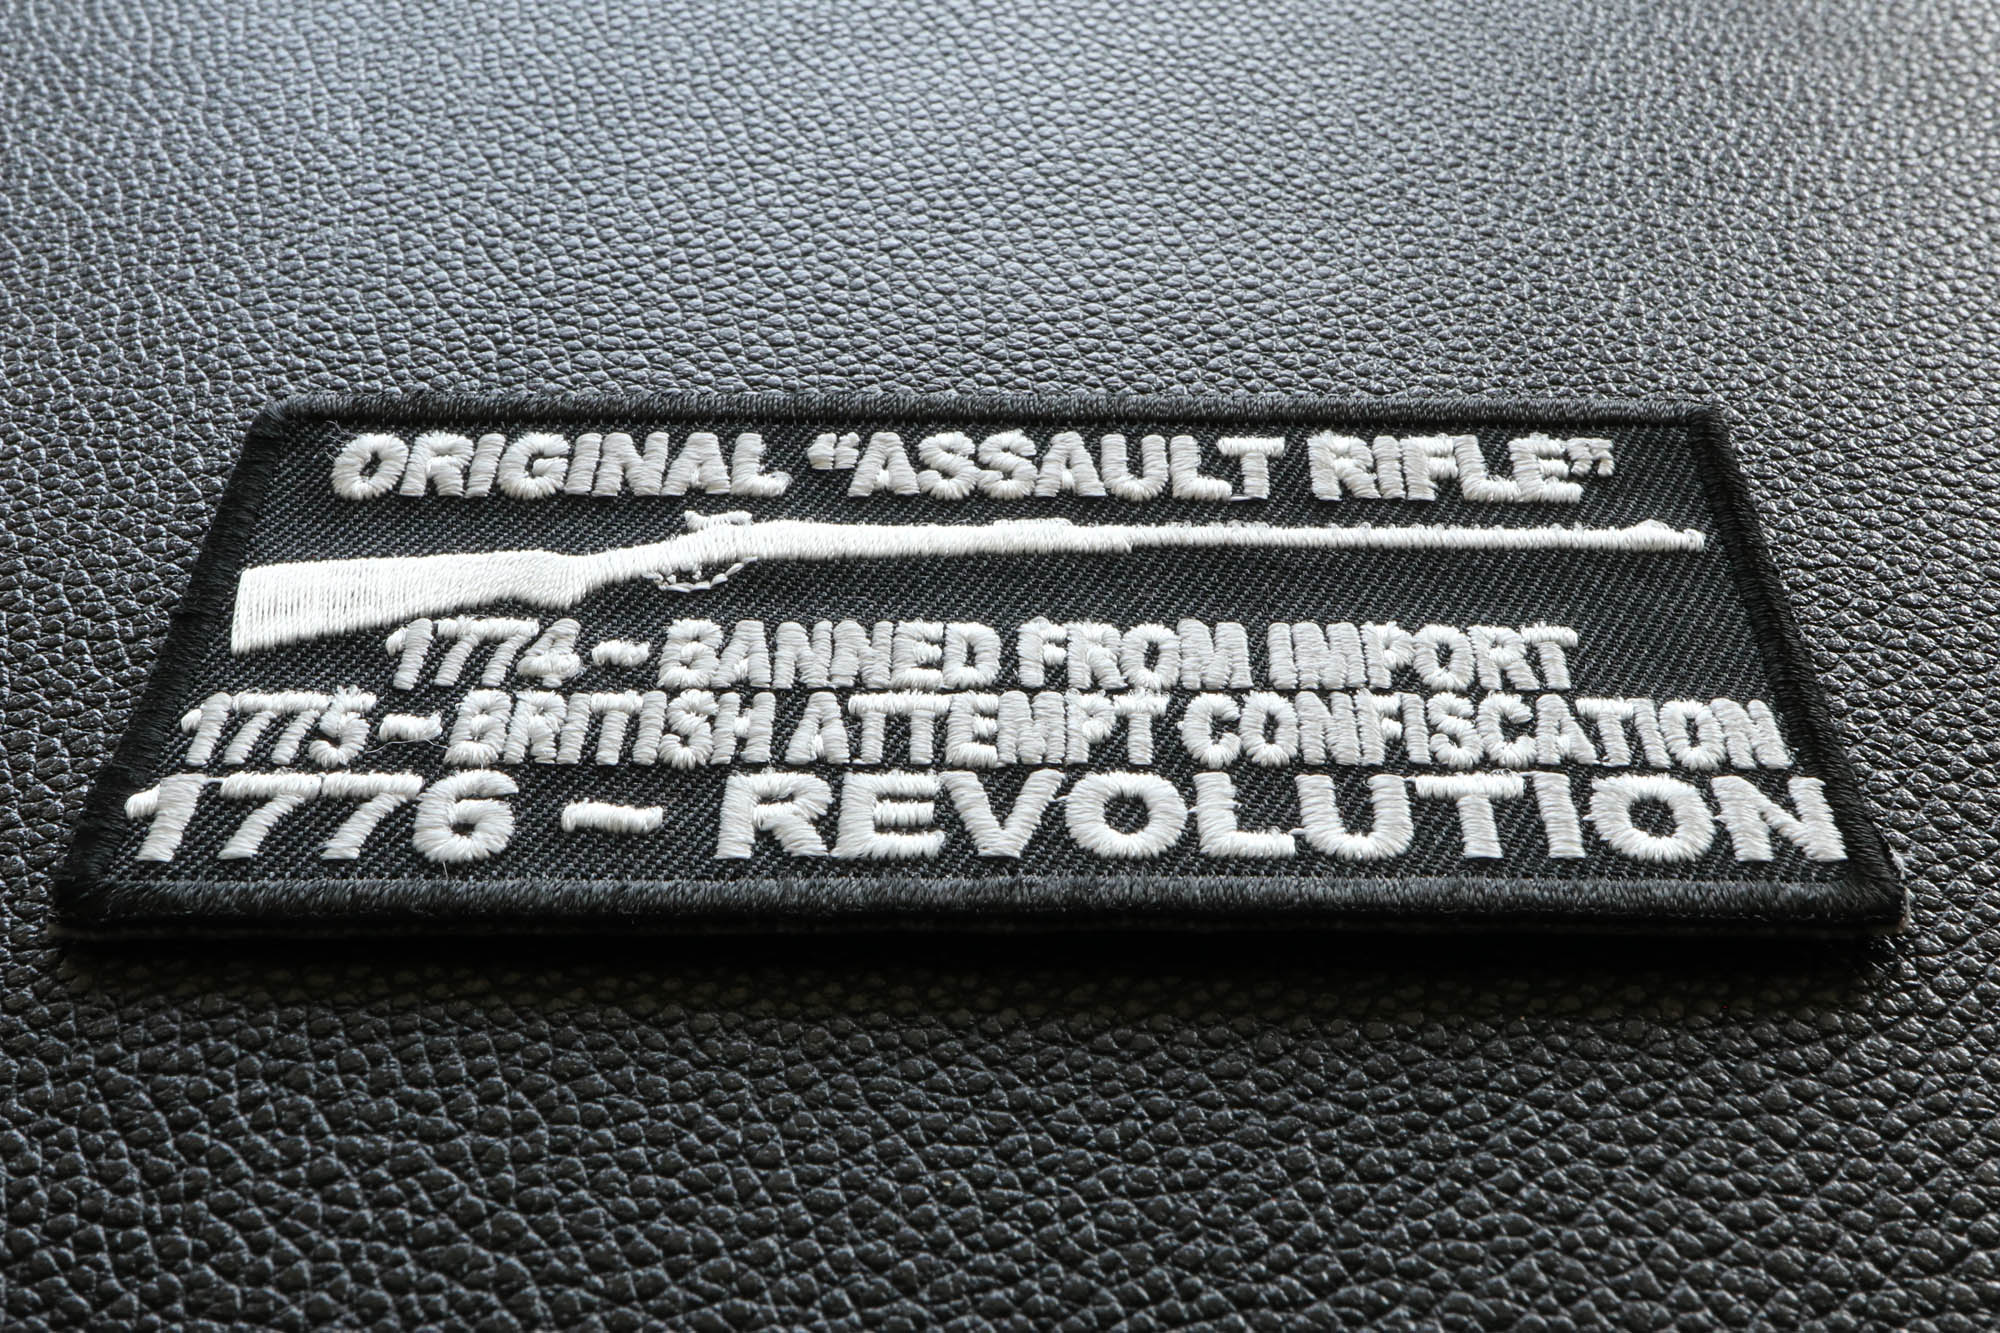 ORIGINAL “ASSAULT RIFLE”
1774 ~ BANNED FROM IMPORT
1775 ~ BRITISH ATTEMPT CONFISCATION
1776 ~ REVOLUTION